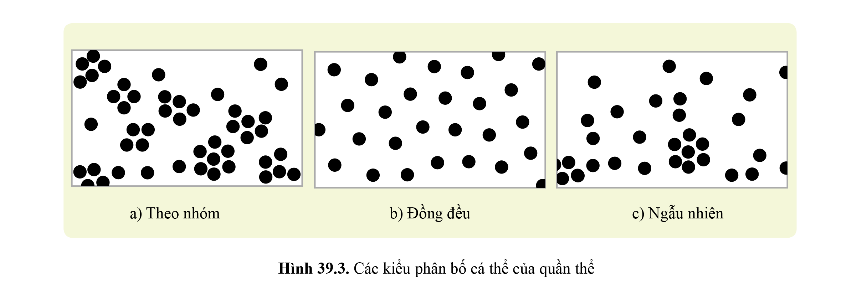 a) Theo nhóm
b) Đồng đều
c) Ngẫu nhiên
Hình 39.3. Các kiểu phân bố cá thể của quần thể